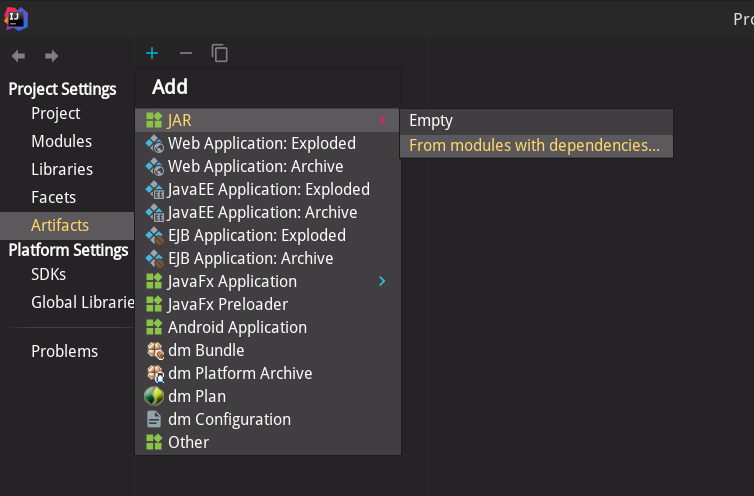 IJ
Pro
Project Settings
Project
Modules
Libraries
Facets
Artifacts
Platform Settings
SDKs
Global Librarie
Problems
Add
JAR
Web Application: Exploded
Web Application: Archive
JavaEE Application: Exploded
JavaEE Application: Archive
EJB Application: Exploded
EJB Application: Archive
JavaFx Application
JavaFx Preloader
Android Application
dm Bundle
dm Platform Archive
dm Plan
dm Configuration
Other
Empty
From modules with dependencies...